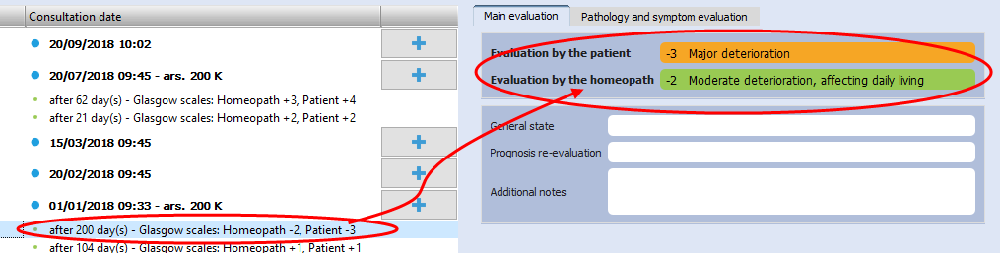 Consultation date
20/09/2018 10:02
20/07/2018 09:45 - ars. 200 K
after 62 day(s) - Glasgow scales: Homeopath +3, Patient +4
after 21 day(s) - Glasgow scales: Homeopath +2, Patient +2
15/03/2018 09:45
20/02/2018 09:45
01/01/2018 09:33 - ars. 200 K
after 200 day(s) - Glasgow scales: Homeopath -2, Patient -3
after 104 day(s) - Glasgow scales: Homeopath +1, Patient +1
Main evaluation
Pathology and symptom evaluation
Evaluation by the patient
-3 Major deterioration
Evaluation by the homeopath
-2 Moderate deterioration, affecting daily living
General state
Prognosis re-evaluation
Additional notes